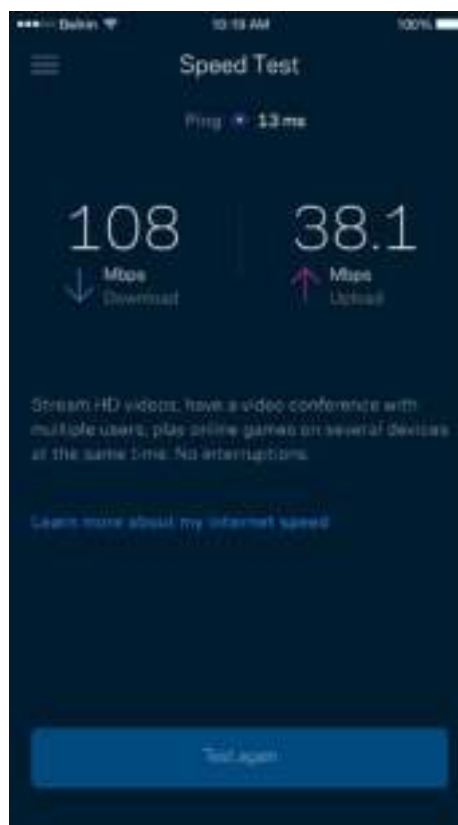 Belkin 10:19 AM 100%
Speed Test
Ping 13 ms
108 38.1
Mbps Mbps
Download Upload
Stream HD videos, have a video conference with
multiple users, play online games on several devices
at the same time. No interruptions.
Learn more about my internet speed
Test again